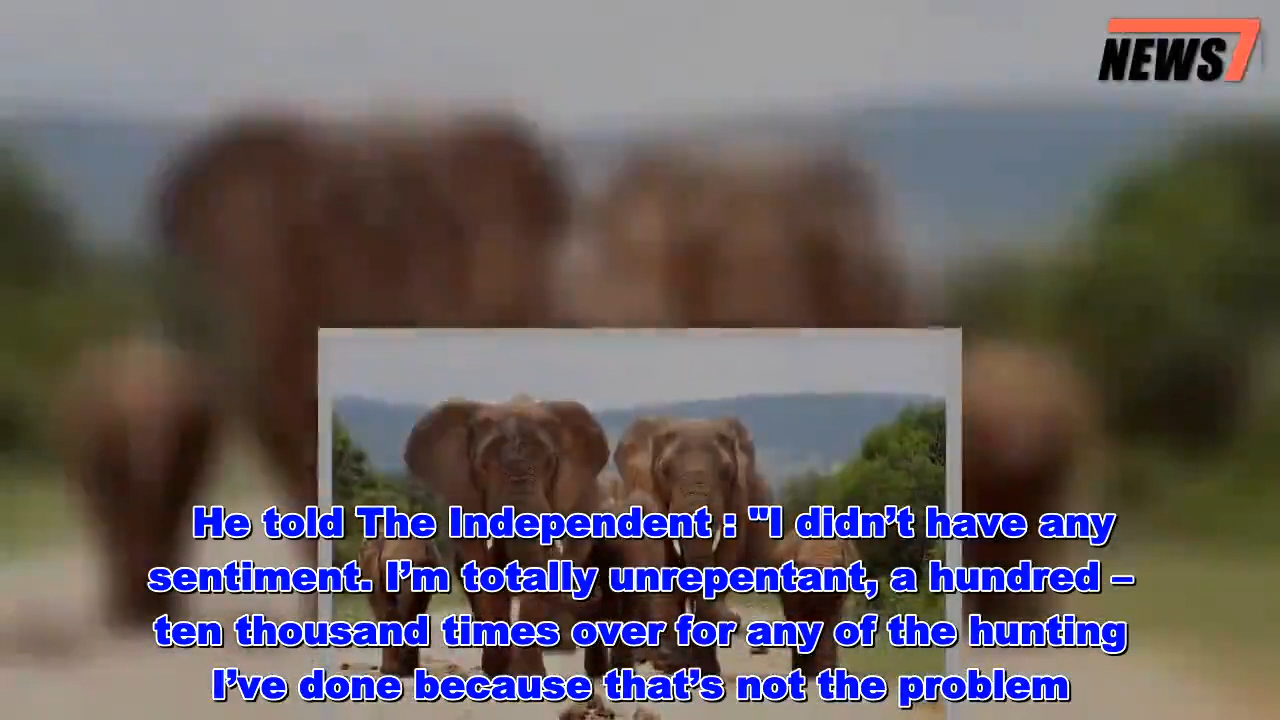 NEWS7
He told The Independent : "I didn’t have any
sentiment. I’m totally unrepentant, a hundred –
ten thousand times over for any of the hunting
I’ve done because that’s not the problem